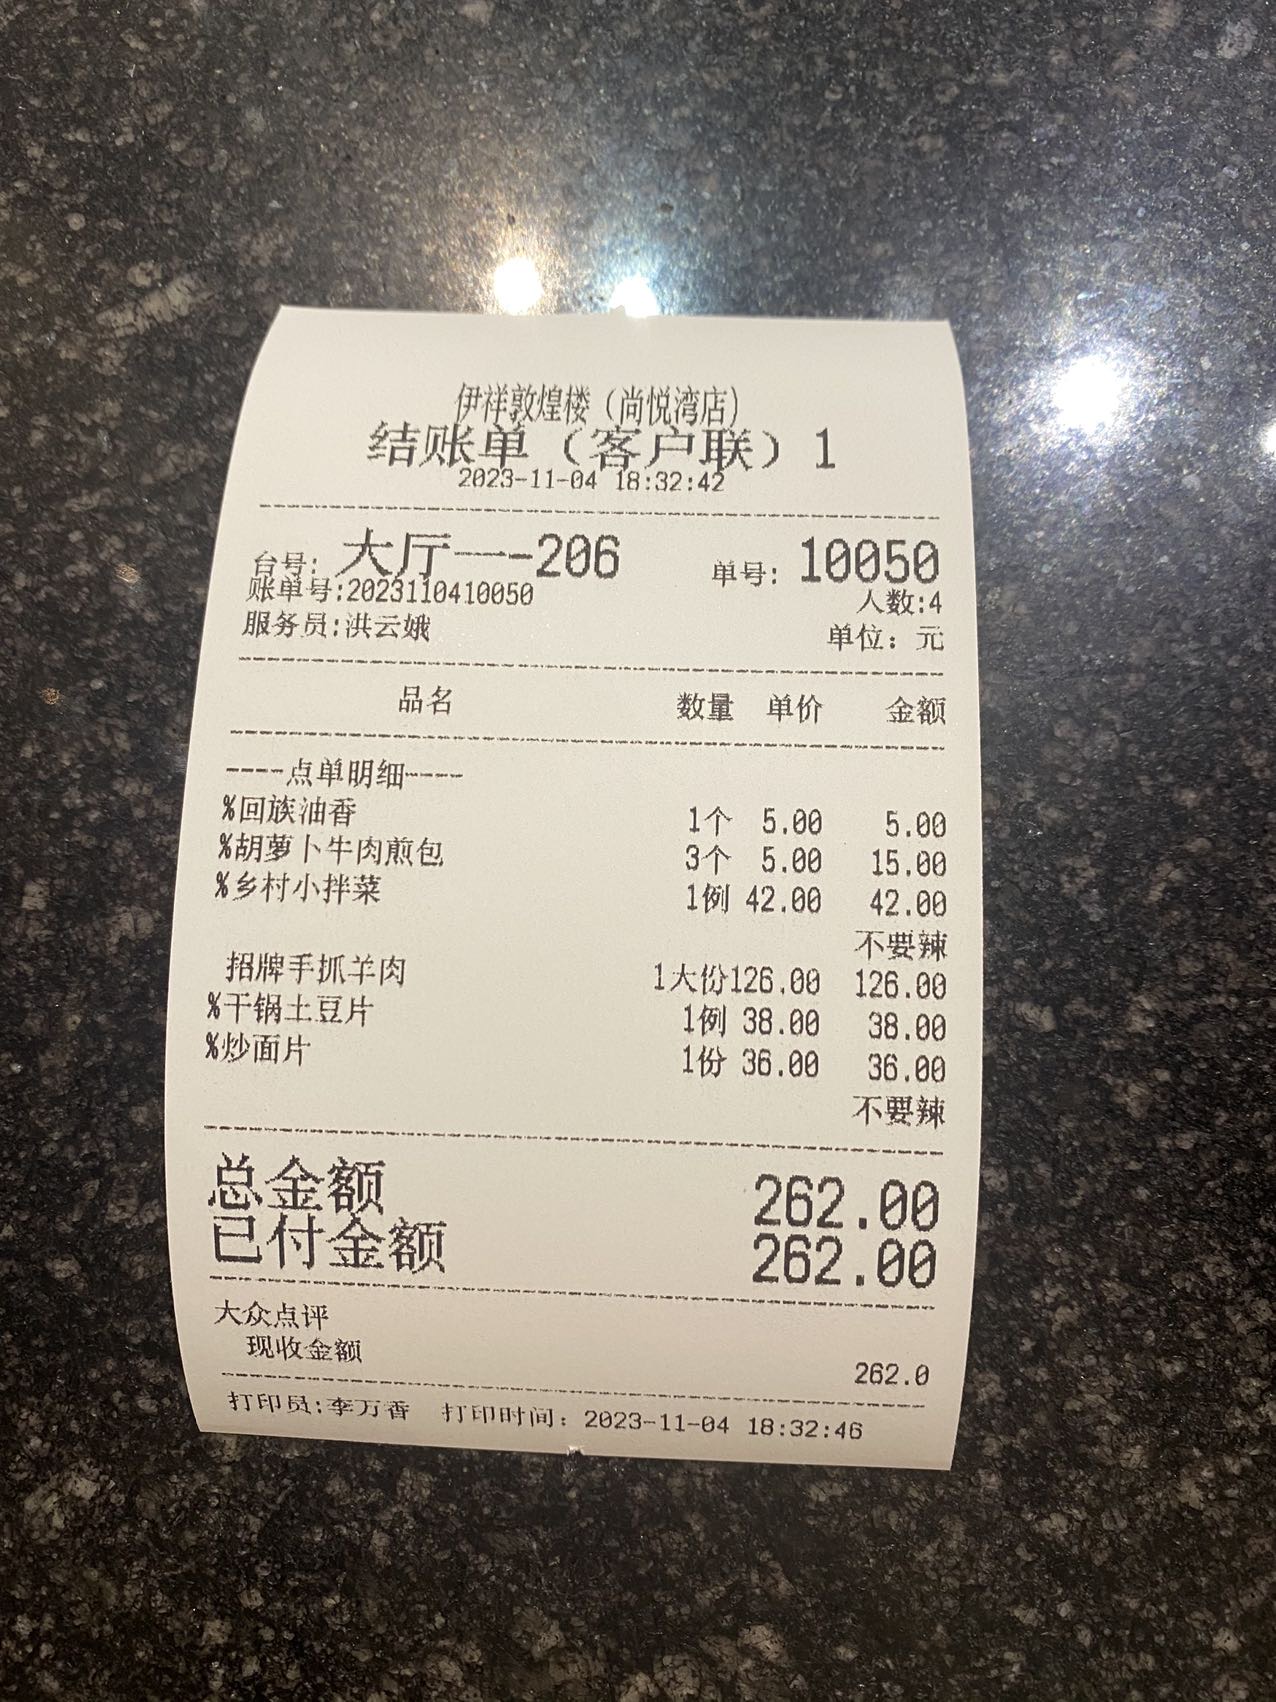 伊祥敦煌楼（尚悦湾店）
结账单（客户联）1
2023-11-04 18:32:42
台号: 大厅一-206 单号: 10050
账单号:2023110410050 人数:4
服务员:洪云娥 单位: 元
品名 数量 单价 金额
----点单明细----
%回族油香 1个 5.00 5.00
%胡萝卜牛肉煎包 3个 5.00 15.00
%乡村小拌菜 1例 42.00 42.00
不要辣
招牌手抓羊肉 1大份126.00 126.00
%干锅土豆片 1例 38.00 38.00
%炒面片 1份 36.00 36.00
不要辣
总金额 262.00
已付金额 262.00
大众点评
现收金额 262.0
打印员:李万香 打印时间: 2023-11-04 18:32:46